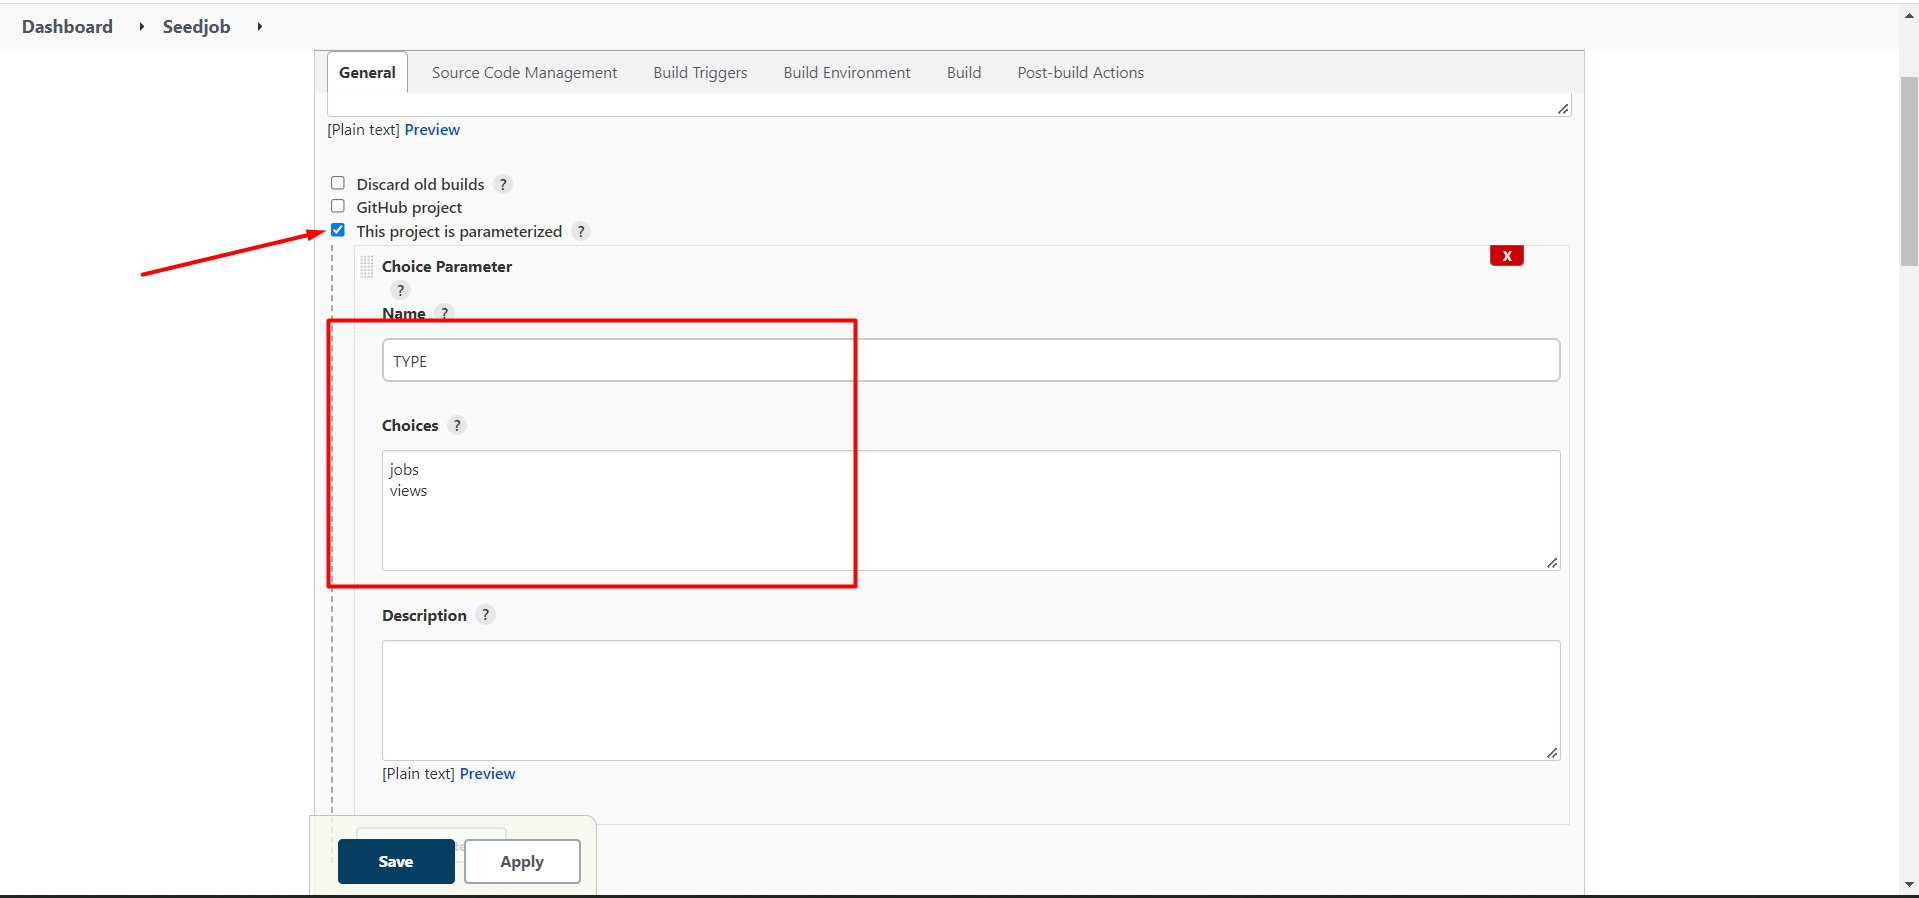 Dashboard Seedjob
General Source Code Management Build Triggers Build Environment Build Post-build Actions
[Plain text] Preview
Discard old builds ?
GitHub project
This project is parameterized ?
X
Choice Parameter
?
Name ?
TYPE
Choices ?
jobs
views
Description ?
[Plain text] Preview
Save Apply